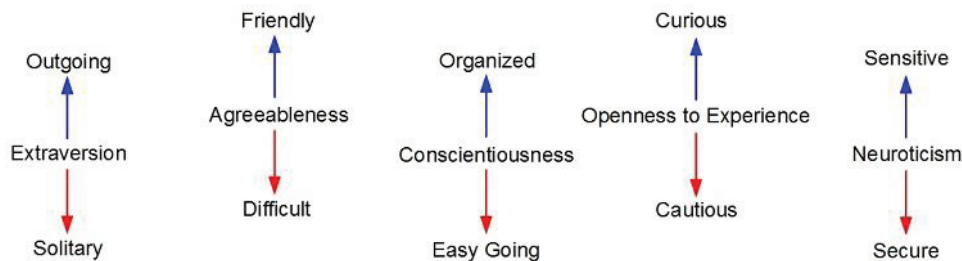 Outgoing
Extraversion
Solitary
Friendly
Agreeableness
Difficult
Organized
Conscientiousness
Easy Going
Curious
Openness to Experience
Cautious
Sensitive
Neuroticism
Secure